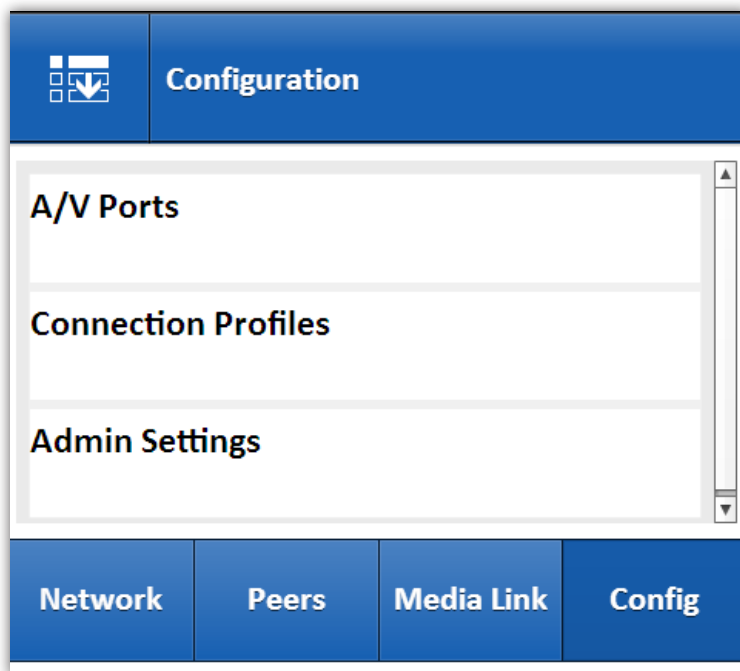 Configuration
A/V Ports
Connection Profiles
Admin Settings
Network Peers Media Link Config